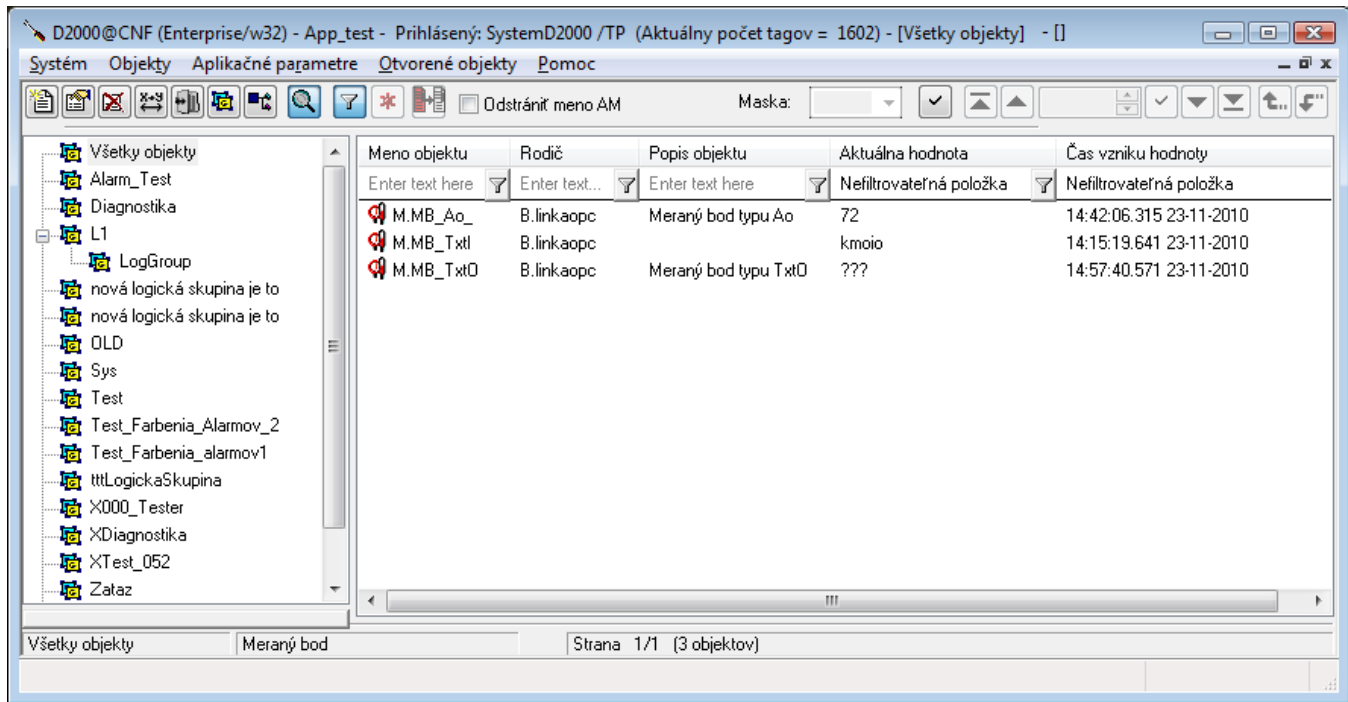 D2000@CNF (Enterprise/w32) - App_test - Prihlásený: SystemD2000 /TP (Aktuálny počet tagov = 1602) - [Všetky objekty] - []
Systém Objekty Aplikačné parametre Otvorené objekty Pomoc
Odstrániť meno AM Maska:
Všetky objekty
Alarm_Test
Diagnostika
L1
LogGroup
nová logická skupina je to
nová logická skupina je to
OLD
Sys
Test
Test_Farbenia_Alarmov_2
Test_Farbenia_alarmov1
tttLogickaSkupina
X000_Tester
XDiagnostika
XTest_052
Zataz
Meno objektu Rodič Popis objektu Aktuálna hodnota Čas vzniku hodnoty
Enter text here Enter text... Enter text here Nefiltrovateľná položka Nefiltrovateľná položka
M.MB_Ao_ B.linkaopc Meraný bod typu Ao 72 14:42:06.315 23-11-2010
M.MB_TxtI B.linkaopc kmoio 14:15:19.641 23-11-2010
M.MB_TxtO B.linkaopc Meraný bod typu TxtO ??? 14:57:40.571 23-11-2010
Všetky objekty Meraný bod Strana 1/1 (3 objektov)